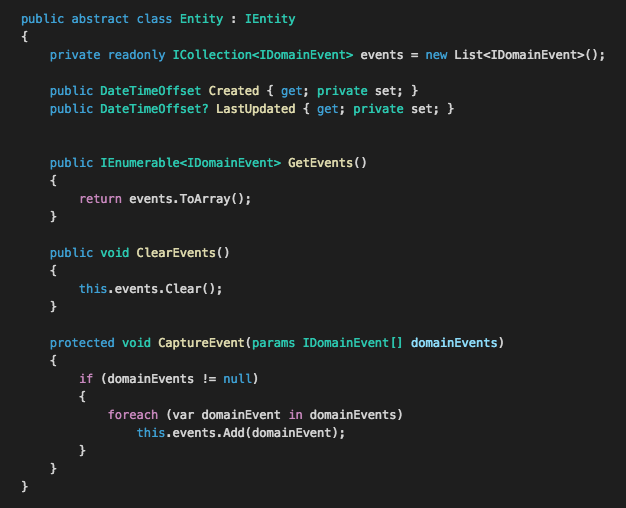 public abstract class Entity : IEntity
{
private readonly ICollection<IDomainEvent> events = new List<IDomainEvent>();
public DateTimeOffset Created { get; private set; }
public DateTimeOffset? LastUpdated { get; private set; }
public IEnumerable<IDomainEvent> GetEvents()
{
return events.ToArray();
}
public void ClearEvents()
{
this.events.Clear();
}
protected void CaptureEvent(params IDomainEvent[] domainEvents)
{
if (domainEvents != null)
{
foreach (var domainEvent in domainEvents)
this.events.Add(domainEvent);
}
}
}